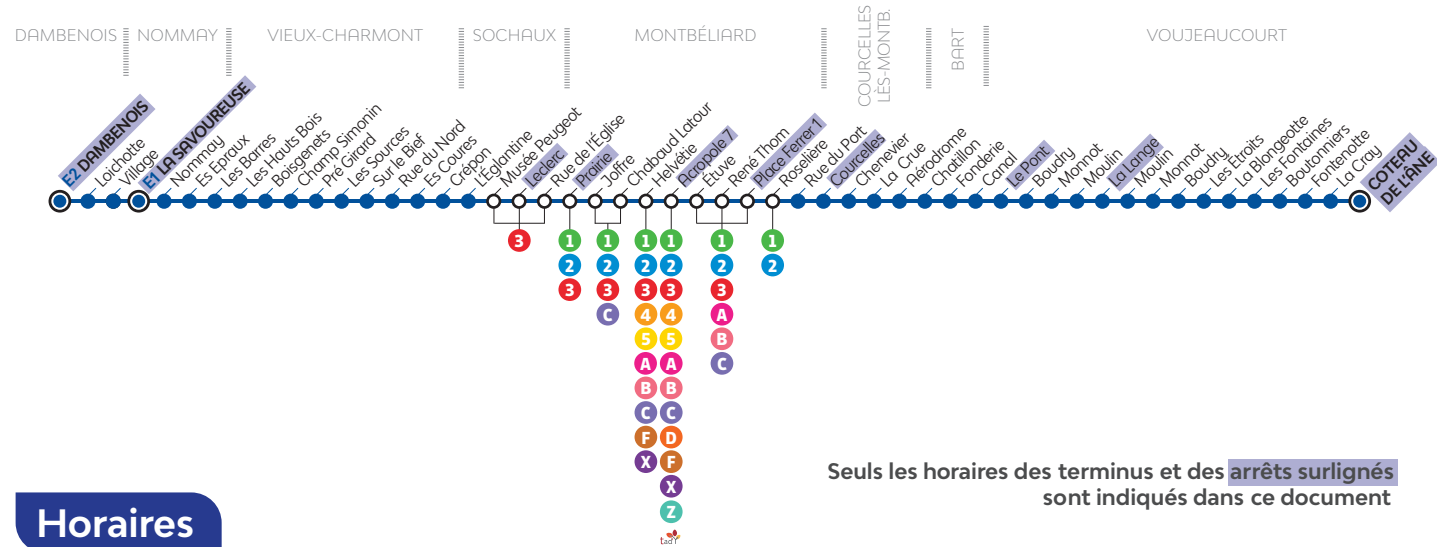 DAMBENOIS
NOMMAY
VIEUX-CHARMONT
SOCHAUX
MONTBÉLIARD
COURCELLES
LÈS-MONTB.
BART
VOUJEAUCOURT
E2 DAMBENOIS
Loichotte
Village
E1 LA SAVOUREUSE
Nommay
Es Epraux
Les Barres
Les Hauts Bois
Boisgenets
Champ Simonin
Pré Girard
Les Sources
Sur le Bief
Rue du Nord
Es Coures
Crépon
L'Églantine
Musée Peugeot
Leclerc
Rue de l'Église
Prairie
Joffre
Chabaud Latour
Helvétie
Acropole 7
Étuve
René Thom
Place Ferrer 1
Roselière
Rue du Port
Courcelles
Chenevier
La Crue
Aérodrome
Chatillon
Fonderie
Canal
Le Pont
Boudry
Monnot
Moulin
La Lange
Moulin
Monnot
Boudry
Les Étroits
La Blongeotte
Les Fontaines
Boutonniers
Fontenotte
La Cray
COTEAU
DE L'ÂNE
3
1
2
3
1
2
3
C
1
2
3
4
5
A
B
C
F
X
1
2
3
4
5
A
B
C
D
F
X
Z
tadY
1
2
3
A
B
C
1
2
Seuls les horaires des terminus et des arrêts surlignés
sont indiqués dans ce document
Horaires